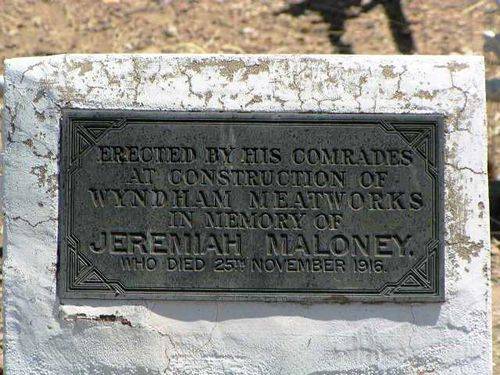 ERECTED BY HIS COMRADES
AT CONSTRUCTION OF
WYNDHAM MEATWORKS
IN MEMORY OF
JEREMIAH MALONEY.
WHO DIED 25TH NOVEMBER 1916.